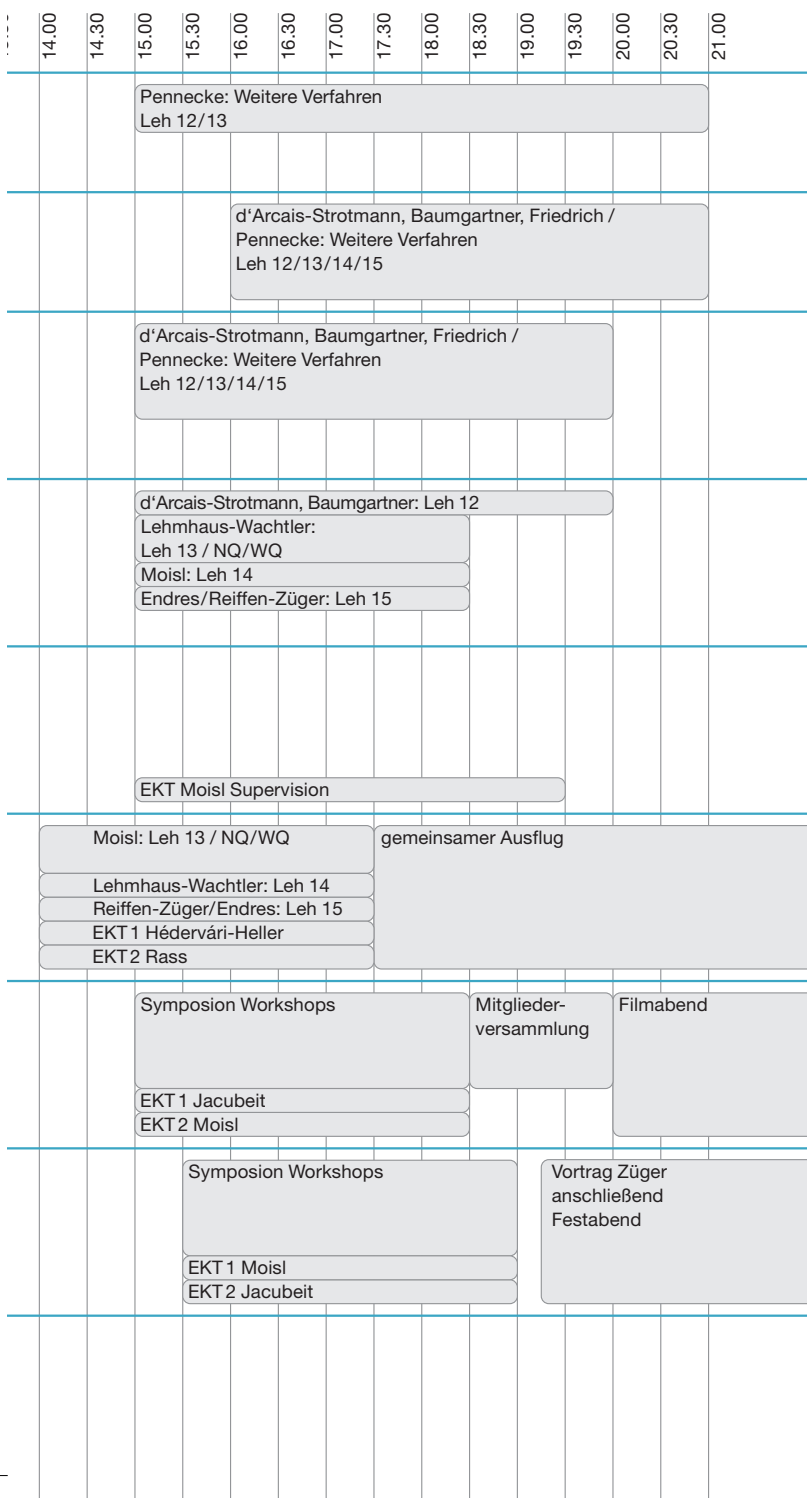 14.00
14.30
15.00
15.30
16.00
16.30
17.00
17.30
18.00
18.30
19.00
19.30
20.00
20.30
21.00
Pennecke: Weitere Verfahren
Leh 12/13
d‘Arcais-Strotmann, Baumgartner, Friedrich /
Pennecke: Weitere Verfahren
Leh 12/13/14/15
d‘Arcais-Strotmann, Baumgartner, Friedrich /
Pennecke: Weitere Verfahren
Leh 12/13/14/15
d‘Arcais-Strotmann, Baumgartner: Leh 12
Lehmhaus-Wachtler:
Leh 13 / NQ/WQ
Moisl: Leh 14
Endres/Reiffen-Züger: Leh 15
EKT Moisl Supervision
Moisl: Leh 13 / NQ/WQ
Lehmhaus-Wachtler: Leh 14
Reiffen-Züger/Endres: Leh 15
EKT 1 Hédervári-Heller
EKT 2 Rass
gemeinsamer Ausflug
Symposion Workshops
EKT 1 Jacubeit
EKT 2 Moisl
Mitglieder-
versammlung
Filmabend
Symposion Workshops
EKT 1 Moisl
EKT 2 Jacubeit
Vortrag Züger
anschließend
Festabend